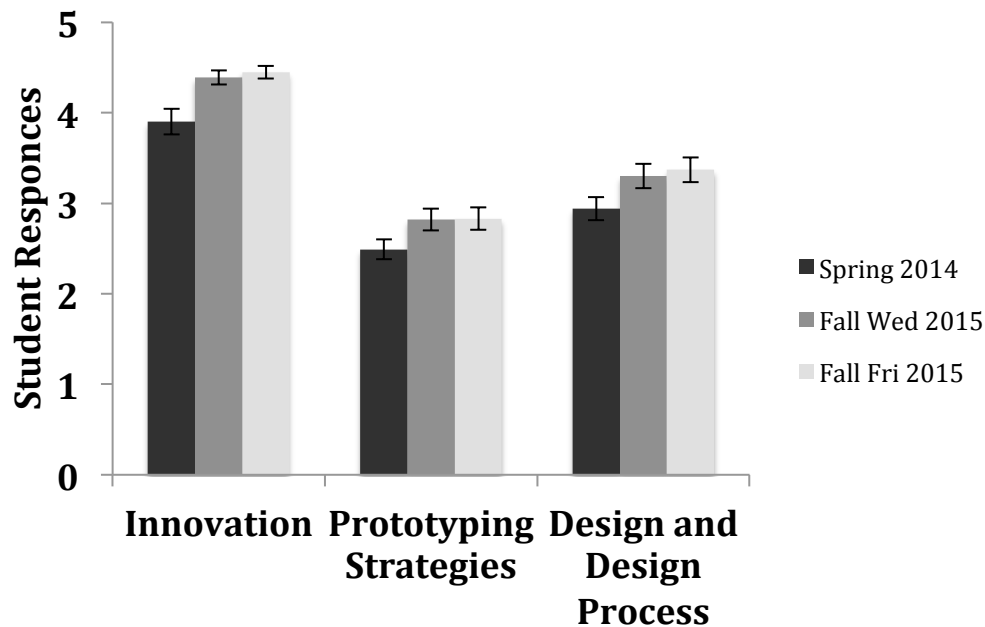 5
4
3
2
1
0
Student Responces
Innovation
Prototyping
Strategies
Design and
Design
Process
Spring 2014
Fall Wed 2015
Fall Fri 2015